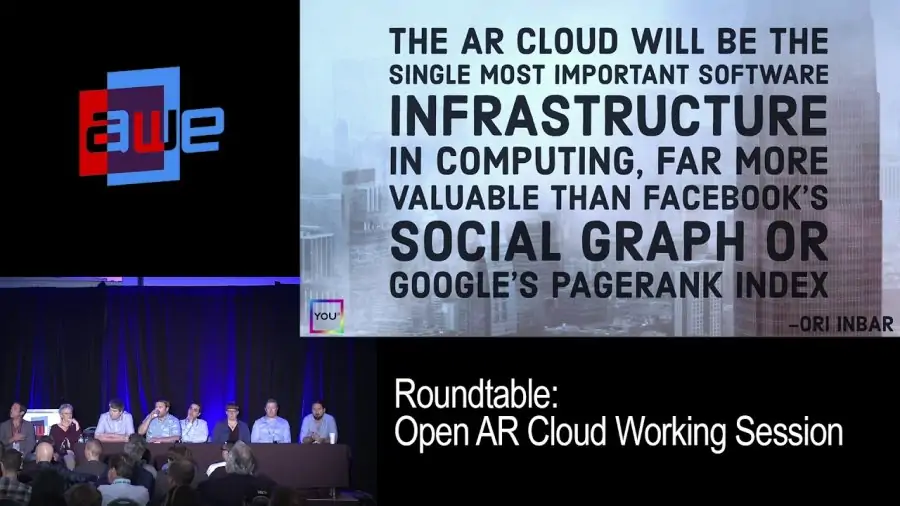 awe
THE AR CLOUD WILL BE THE
SINGLE MOST IMPORTANT SOFTWARE
INFRASTRUCTURE
IN COMPUTING, FAR MORE
VALUABLE THAN FACEBOOK'S
SOCIAL GRAPH OR
GOOGLE'S PAGERANK INDEX
–ORI INBAR
YOU
Roundtable:
Open AR Cloud Working Session